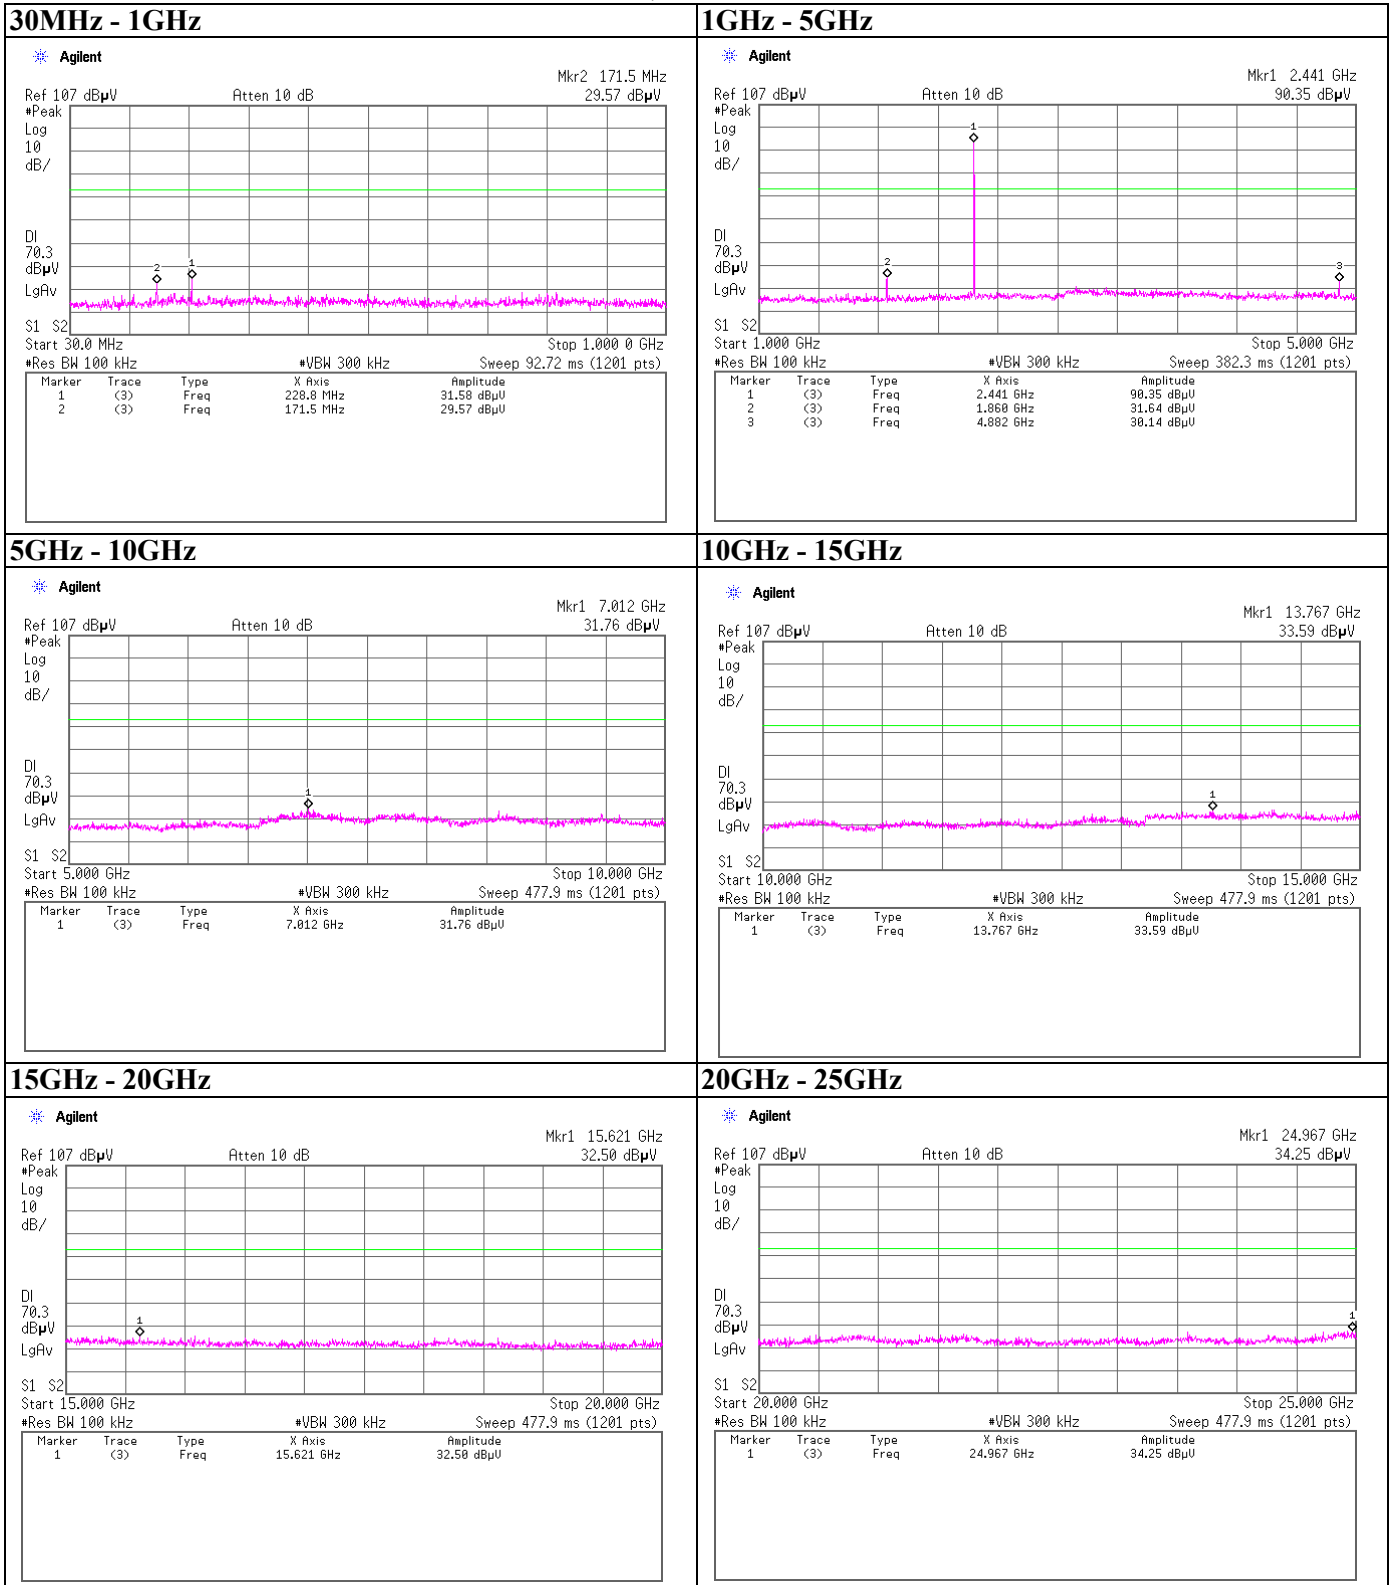 30MHz - 1GHz
Agilent
Mkr2 171.5 MHz
Ref 107 dBµV Atten 10 dB 29.57 dBµV
#Peak
Log
10
dB/
2
1
DI
70.3
dBµV
LgAv
S1 S2
Start 30.0 MHz Stop 1.000 0 GHz
#Res BW 100 kHz #VBW 300 kHz Sweep 92.72 ms (1201 pts)
Marker Trace Type X Axis Amplitude
1 (3) Freq 228.8 MHz 31.58 dBµV
2 (3) Freq 171.5 MHz 29.57 dBµV
1GHz - 5GHz
Agilent
Mkr1 2.441 GHz
Ref 107 dBµV Atten 10 dB 90.35 dBµV
#Peak
Log
10
dB/
1
2
3
DI
70.3
dBµV
LgAv
S1 S2
Start 1.000 GHz Stop 5.000 GHz
#Res BW 100 kHz #VBW 300 kHz Sweep 382.3 ms (1201 pts)
Marker Trace Type X Axis Amplitude
1 (3) Freq 2.441 GHz 90.35 dBµV
2 (3) Freq 1.860 GHz 31.64 dBµV
3 (3) Freq 4.882 GHz 30.14 dBµV
5GHz - 10GHz
Agilent
Mkr1 7.012 GHz
Ref 107 dBµV Atten 10 dB 31.76 dBµV
#Peak
Log
10
dB/
1
DI
70.3
dBµV
LgAv
S1 S2
Start 5.000 GHz Stop 10.000 GHz
#Res BW 100 kHz #VBW 300 kHz Sweep 477.9 ms (1201 pts)
Marker Trace Type X Axis Amplitude
1 (3) Freq 7.012 GHz 31.76 dBµV
10GHz - 15GHz
Agilent
Mkr1 13.767 GHz
Ref 107 dBµV Atten 10 dB 33.59 dBµV
#Peak
Log
10
dB/
1
DI
70.3
dBµV
LgAv
S1 S2
Start 10.000 GHz Stop 15.000 GHz
#Res BW 100 kHz #VBW 300 kHz Sweep 477.9 ms (1201 pts)
Marker Trace Type X Axis Amplitude
1 (3) Freq 13.767 GHz 33.59 dBµV
15GHz - 20GHz
Agilent
Mkr1 15.621 GHz
Ref 107 dBµV Atten 10 dB 32.50 dBµV
#Peak
Log
10
dB/
1
DI
70.3
dBµV
LgAv
S1 S2
Start 15.000 GHz Stop 20.000 GHz
#Res BW 100 kHz #VBW 300 kHz Sweep 477.9 ms (1201 pts)
Marker Trace Type X Axis Amplitude
1 (3) Freq 15.621 GHz 32.50 dBµV
20GHz - 25GHz
Agilent
Mkr1 24.967 GHz
Ref 107 dBµV Atten 10 dB 34.25 dBµV
#Peak
Log
10
dB/
1
DI
70.3
dBµV
LgAv
S1 S2
Start 20.000 GHz Stop 25.000 GHz
#Res BW 100 kHz #VBW 300 kHz Sweep 477.9 ms (1201 pts)
Marker Trace Type X Axis Amplitude
1 (3) Freq 24.967 GHz 34.25 dBµV